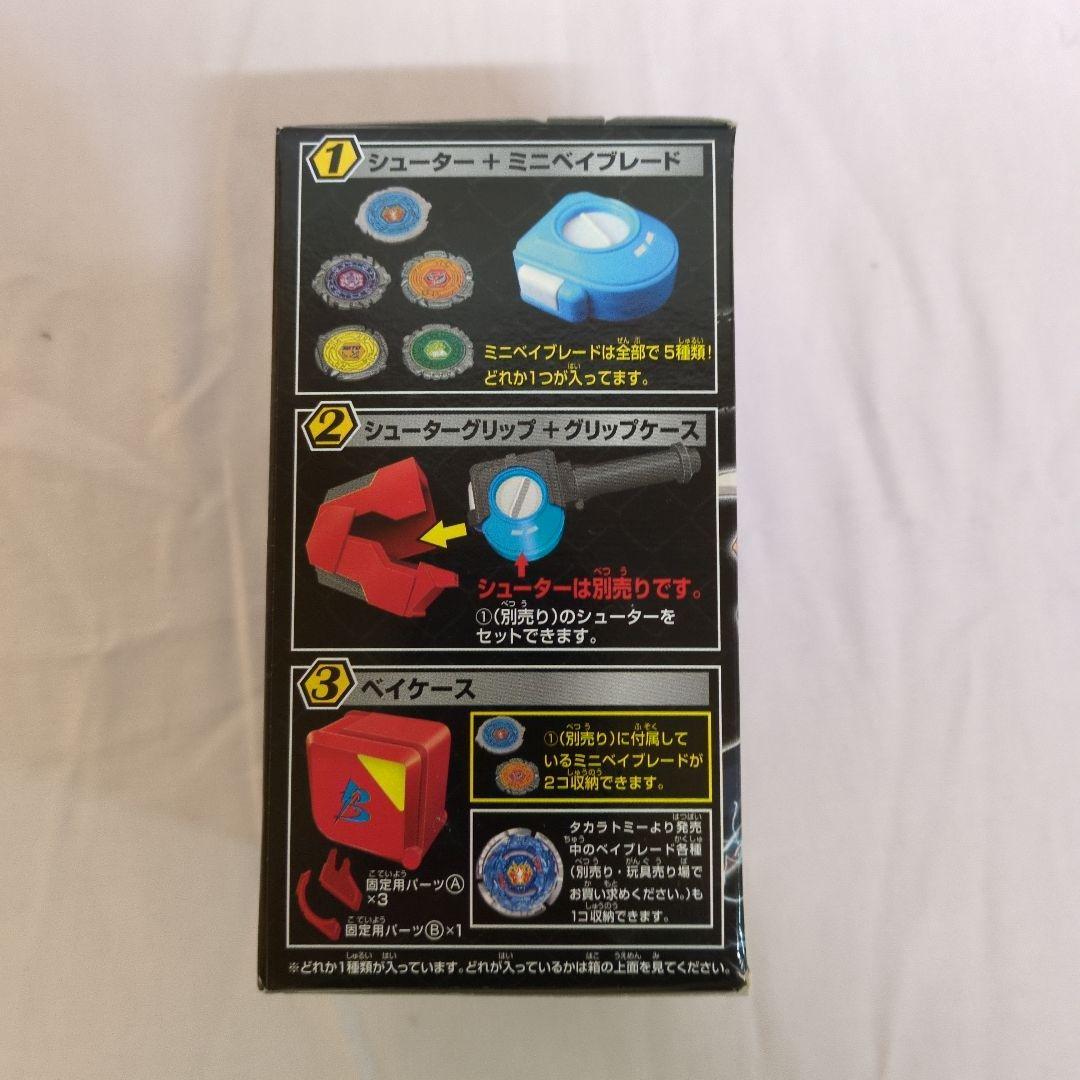 1 シューター + ミニベイブレード
ミニベイブレードは全部で5種類!
どれか1つが入ってます。
2 シューターグリップ + グリップケース
シューターは別売りです。
①(別売り)のシューターを
セットできます。
3 ベイケース
①(別売り)に付属して
いるミニベイブレードが
2コ収納できます。
固定用パーツⒶ
×3
固定用パーツⒷ×1
タカラトミーより発売
中のベイブレード各種
(別売り・玩具売り場で
お買い求めください。)も
1コ収納できます。
※どれか1種類が入っています。どれが入っているかは箱の上面を見てください。